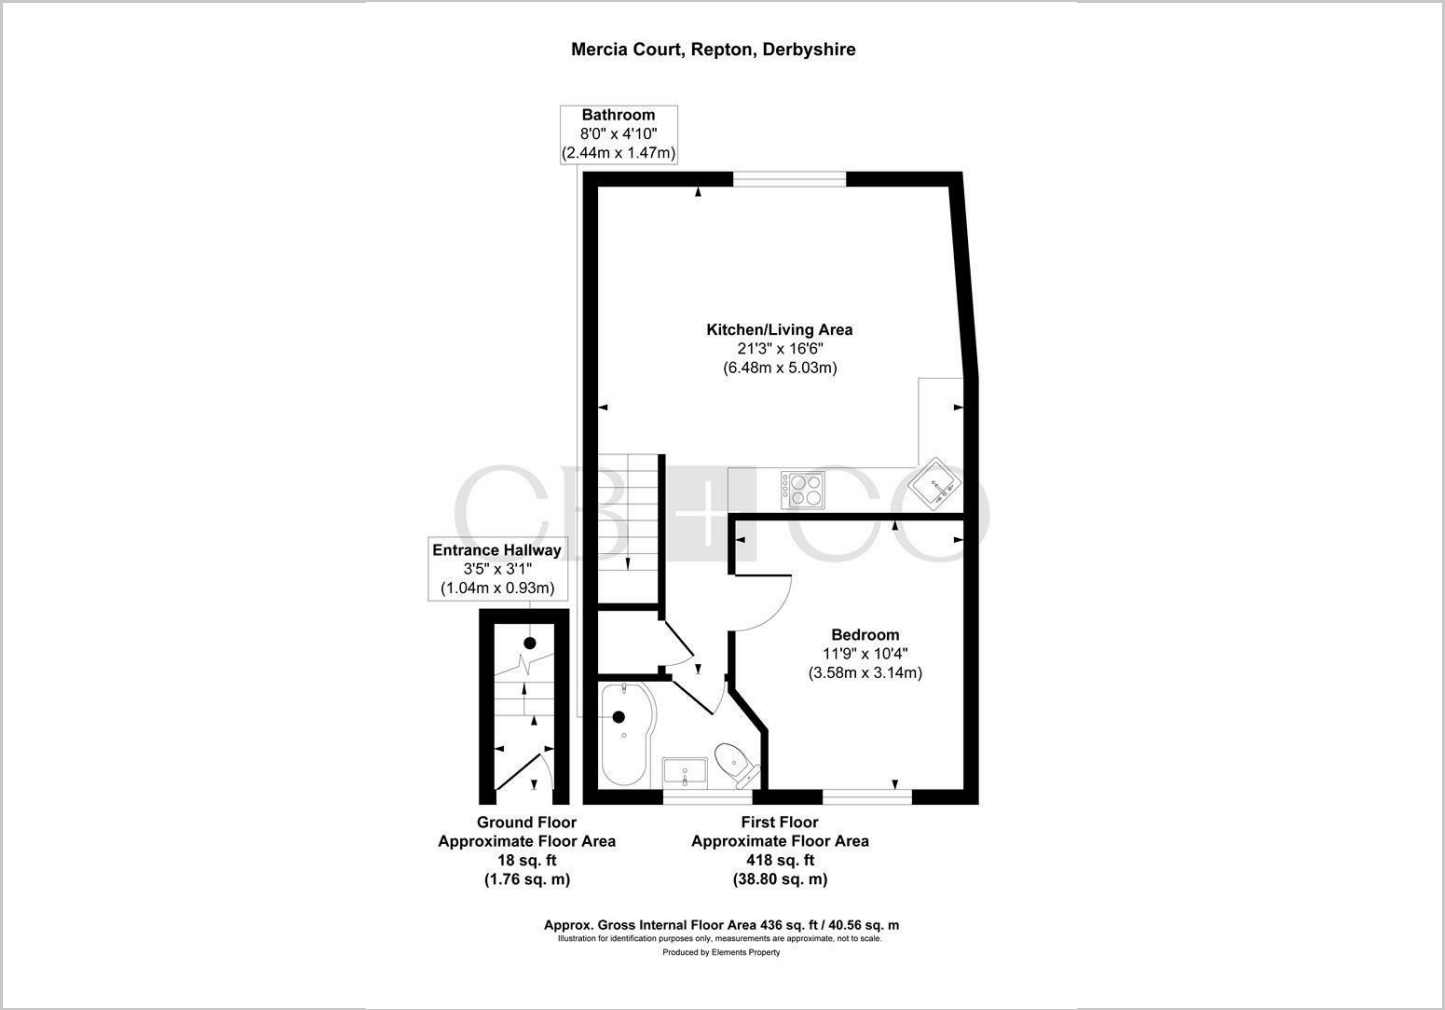 Mercia Court, Repton, Derbyshire
Bathroom
8'0" x 4'10"
(2.44m x 1.47m)
Kitchen/Living Area
21'3" x 16'6"
(6.48m x 5.03m)
CB+CO
Entrance Hallway
3'5" x 3'1"
(1.04m x 0.93m)
Bedroom
11'9" x 10'4"
(3.58m x 3.14m)
Ground Floor
Approximate Floor Area
18 sq. ft
(1.76 sq. m)
First Floor
Approximate Floor Area
418 sq. ft
(38.80 sq. m)
Approx. Gross Internal Floor Area 436 sq. ft / 40.56 sq. m
Illustration for identification purposes only, measurements are approximate, not to scale.
Produced by Elements Property